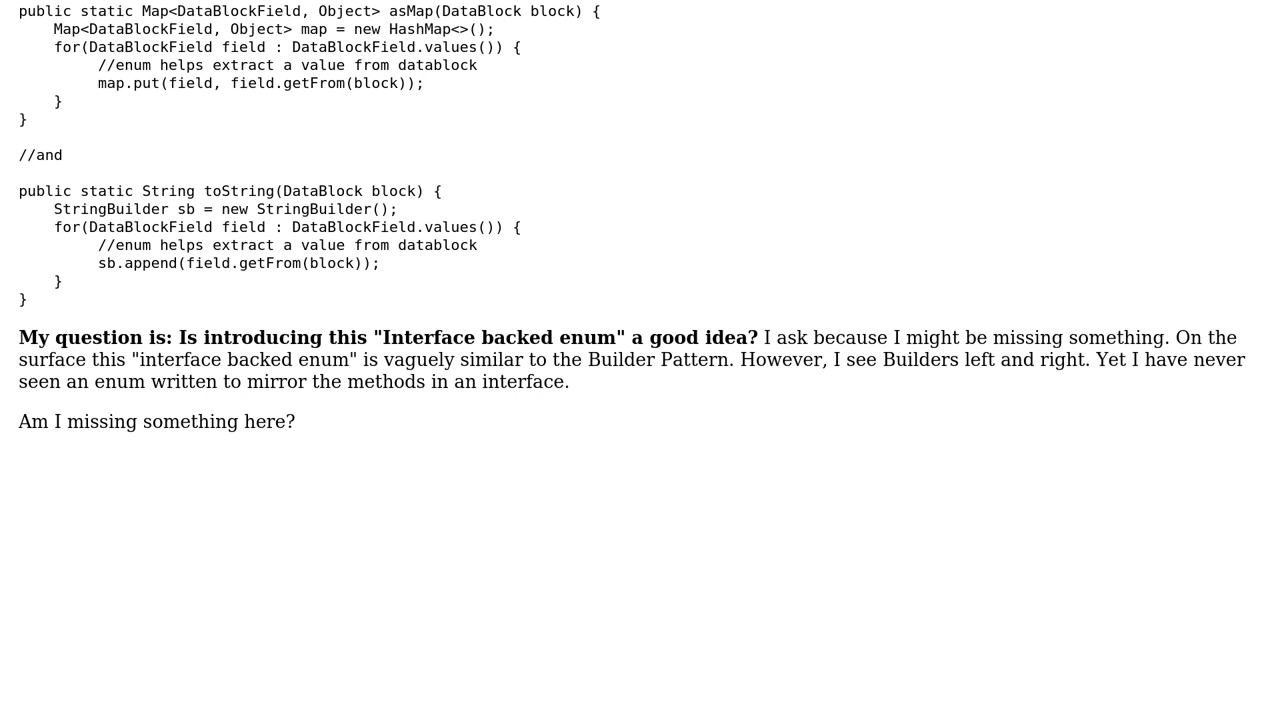 public static Map<DataBlockField, Object> asMap(DataBlock block) {
    Map<DataBlockField, Object> map = new HashMap<>();
    for(DataBlockField field : DataBlockField.values()) {
         //enum helps extract a value from datablock
         map.put(field, field.getFrom(block));
    }
}

//and

public static String toString(DataBlock block) {
    StringBuilder sb = new StringBuilder();
    for(DataBlockField field : DataBlockField.values()) {
         //enum helps extract a value from datablock
         sb.append(field.getFrom(block));
    }
}

My question is: Is introducing this "Interface backed enum" a good idea? I ask because I might be missing something. On the
surface this "interface backed enum" is vaguely similar to the Builder Pattern. However, I see Builders left and right. Yet I have never
seen an enum written to mirror the methods in an interface.

Am I missing something here?